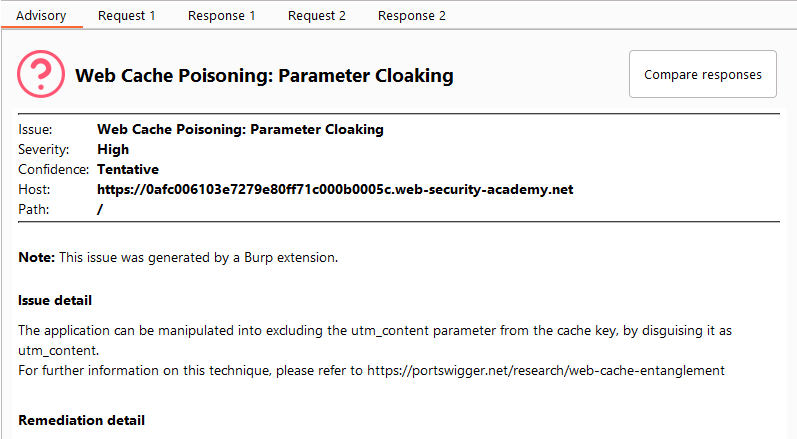 Advisory Request 1 Response 1 Request 2 Response 2
Web Cache Poisoning: Parameter Cloaking
Compare responses
Issue: Web Cache Poisoning: Parameter Cloaking
Severity: High
Confidence: Tentative
Host: https://0afc006103e7279e80ff71c000b0005c.web-security-academy.net
Path: /
Note: This issue was generated by a Burp extension.
Issue detail
The application can be manipulated into excluding the utm_content parameter from the cache key, by disguising it as
utm_content.
For further information on this technique, please refer to https://portswigger.net/research/web-cache-entanglement
Remediation detail